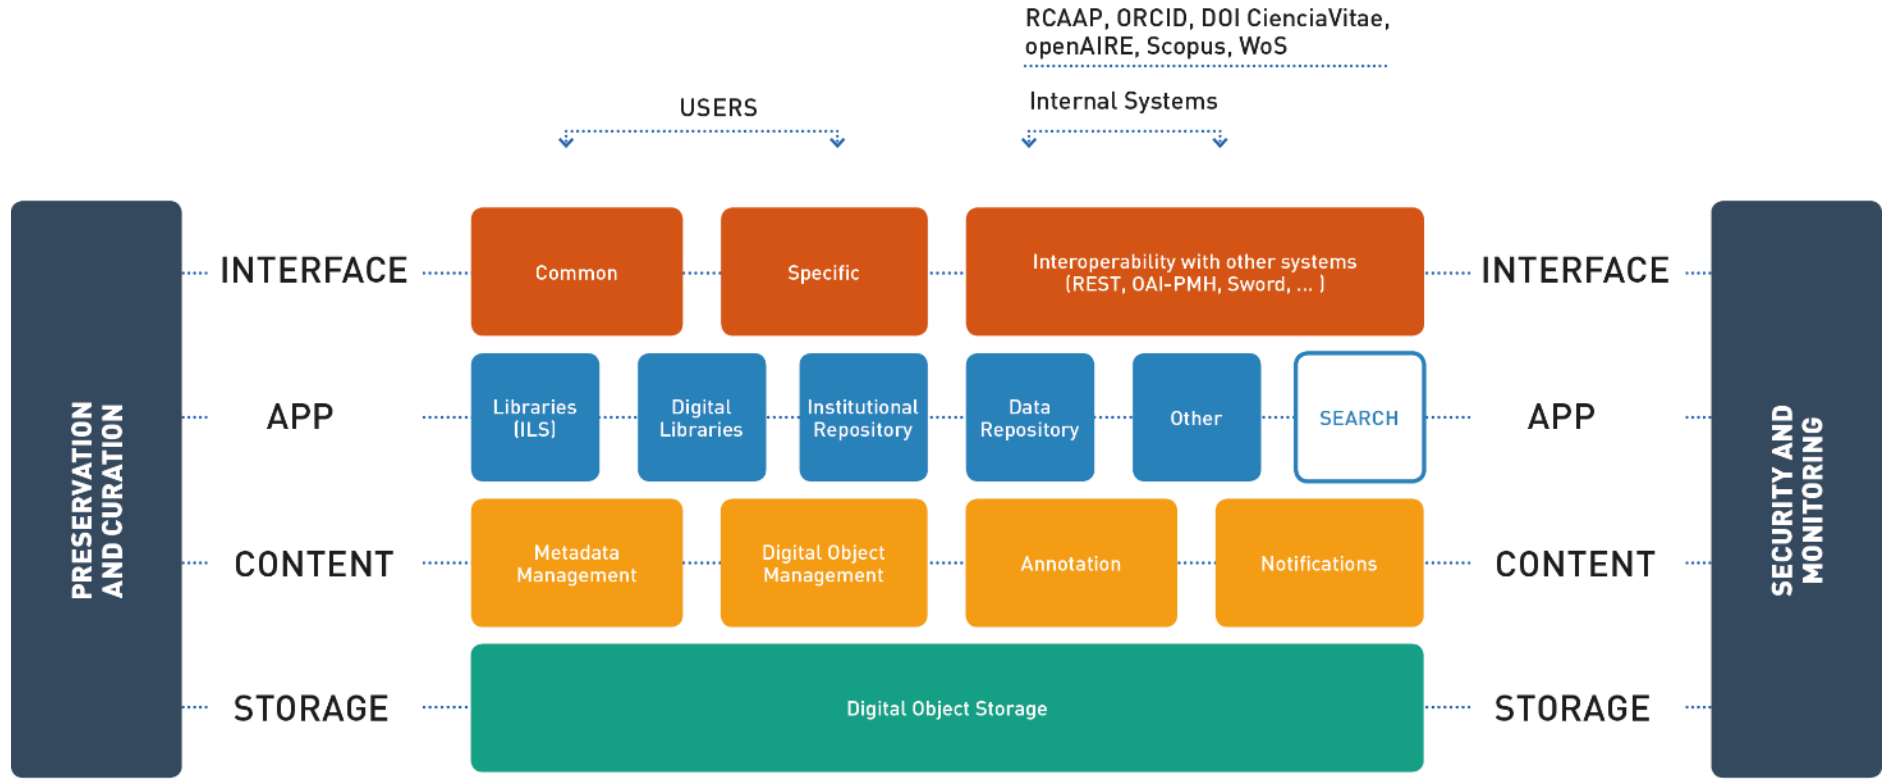 RCAAP, ORCID, DOI CienciaVitae,
openAIRE, Scopus, WoS
Internal Systems
USERS
PRESERVATION
AND CURATION
INTERFACE
Common
Specific
Interoperability with other systems
(REST, OAI-PMH, Sword, ... )
INTERFACE
APP
Libraries
(ILS)
Digital
Libraries
Institutional
Repository
Data
Repository
Other
SEARCH
APP
CONTENT
Metadata
Management
Digital Object
Management
Annotation
Notifications
CONTENT
STORAGE
Digital Object Storage
STORAGE
SECURITY AND
MONITORING